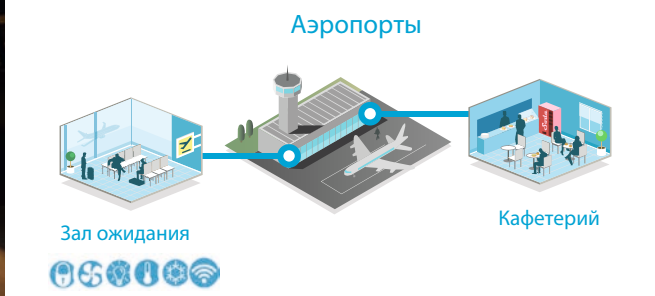 Аэропорты
Кафетерий
Зал ожидания